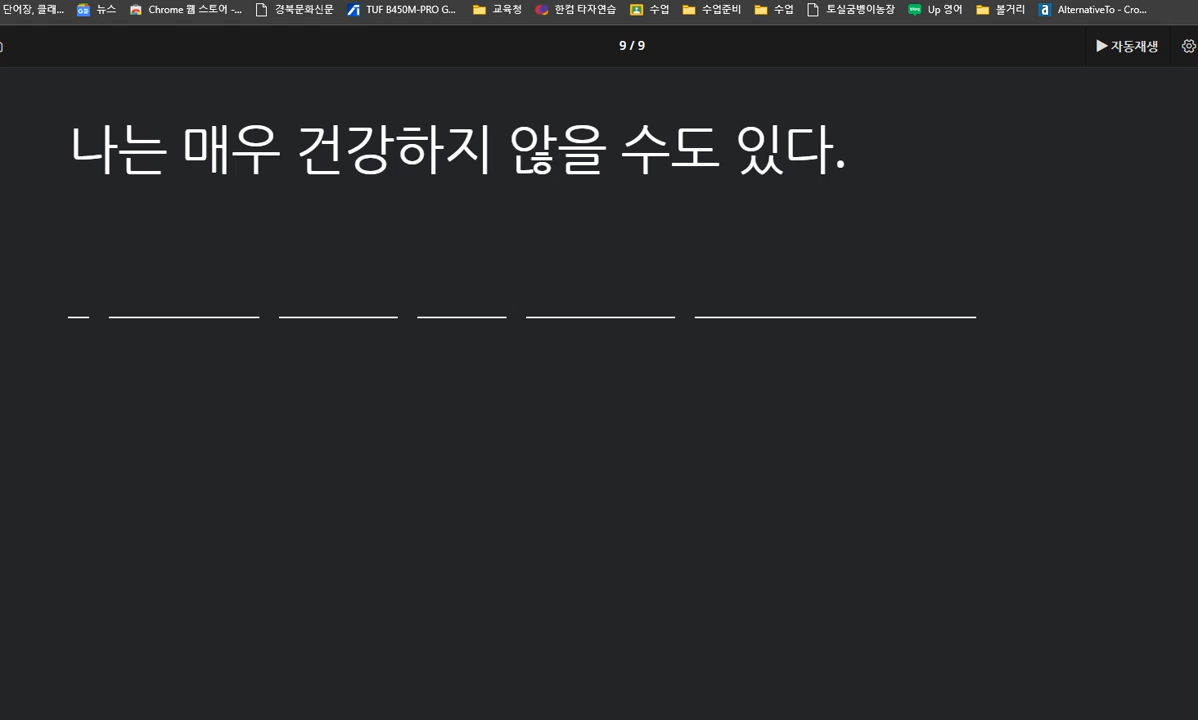 단어장, 클래... 뉴스 Chrome 웹 스토어 -... 경북문화신문 TUF B450M-PRO G... 교육청 한컴 타자연습 수업 수업준비 수업 토실굼벵이농장 Up 영어 볼거리 AlternativeTo - Cro...
9 / 9 ▶ 자동재생
나는 매우 건강하지 않을 수도 있다.